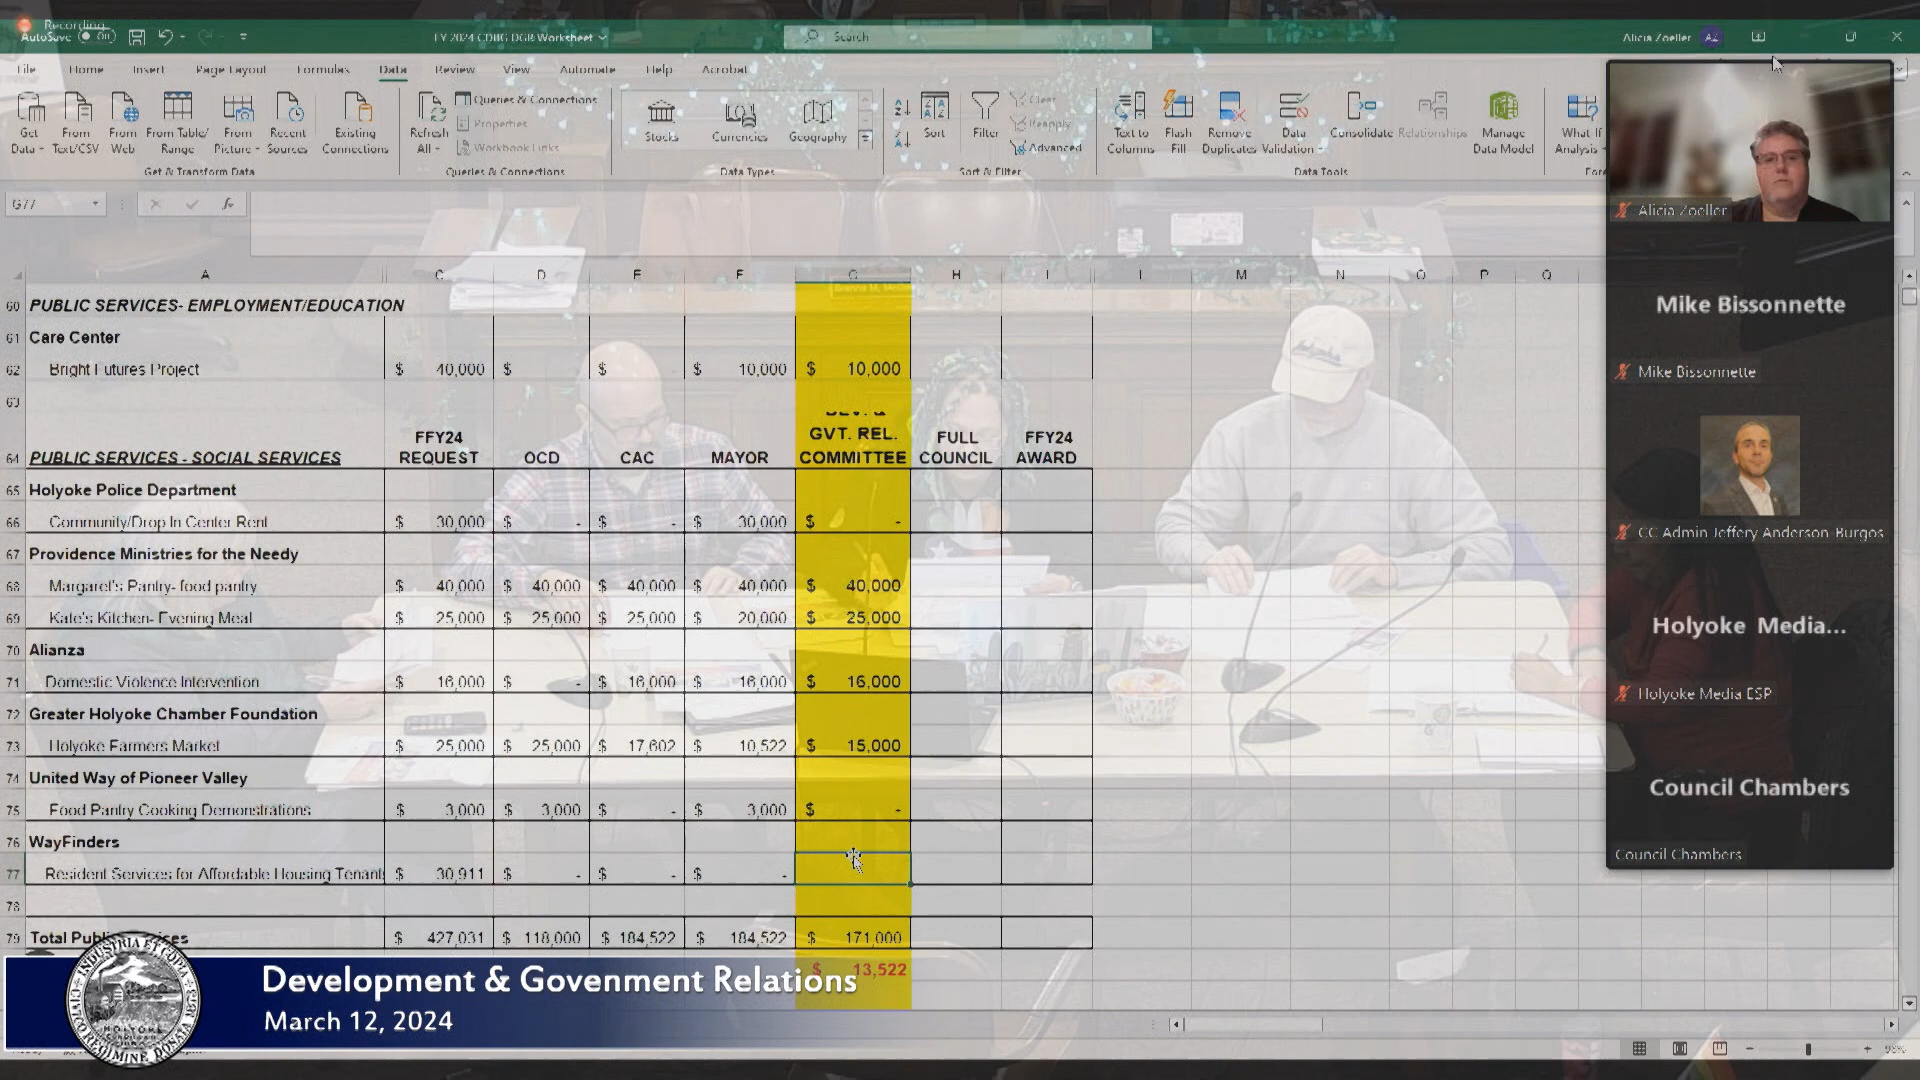 Recording
AutoSave On FY 2024 CDBG DGR Worksheet Search Alicia Zoeller AZ
File Home Insert Page Layout Formulas Data Review View Automate Help Acrobat
Get Data From Text/CSV From Web From Table/ Range From Picture Recent Sources Existing Connections
Get & Transform Data
Refresh All Queries & Connections Properties Workbook Links
Queries & Connections
Stocks Currencies Geography
Data Types
Sort Filter Clear Reapply Advanced
Sort & Filter
Text to Columns Flash Fill Remove Duplicates Data Validation Consolidate Relationships Manage Data Model
Data Tools
What If Analysis
G77
A C D E F G H I L M N O P Q
60 PUBLIC SERVICES- EMPLOYMENT/EDUCATION
61 Care Center
62 Bright Futures Project $ 40,000 $ $ $ 10,000 $ 10,000
63
64 PUBLIC SERVICES - SOCIAL SERVICES FFY24 REQUEST OCD CAC MAYOR DEV. & GVT. REL. COMMITTEE FULL COUNCIL FFY24 AWARD
65 Holyoke Police Department
66 Community/Drop In Center Rent $ 30,000 $ - $ - $ 30,000 $ -
67 Providence Ministries for the Needy
68 Margaret's Pantry- food pantry $ 40,000 $ 40,000 $ 40,000 $ 40,000 $ 40,000
69 Kate's Kitchen- Evening Meal $ 25,000 $ 25,000 $ 25,000 $ 20,000 $ 25,000
70 Alianza
71 Domestic Violence Intervention $ 16,000 $ - $ 16,000 $ 16,000 $ 16,000
72 Greater Holyoke Chamber Foundation
73 Holyoke Farmers Market $ 25,000 $ 25,000 $ 17,602 $ 10,522 $ 15,000
74 United Way of Pioneer Valley
75 Food Pantry Cooking Demonstrations $ 3,000 $ 3,000 $ - $ 3,000 $ -
76 WayFinders
77 Resident Services for Affordable Housing Tenants $ 30,911 $ - $ - $ -
78
79 Total Public Services $ 427,031 $ 118,000 $ 184,522 $ 184,522 $ 171,000
$ 13,522
Alicia Zoeller
Mike Bissonnette
Mike Bissonnette
CC Admin Jeffery Anderson-Burgos
Holyoke Media...
Holyoke Media ESP
Council Chambers
Council Chambers
Development & Govenment Relations
March 12, 2024
HOLYOKE